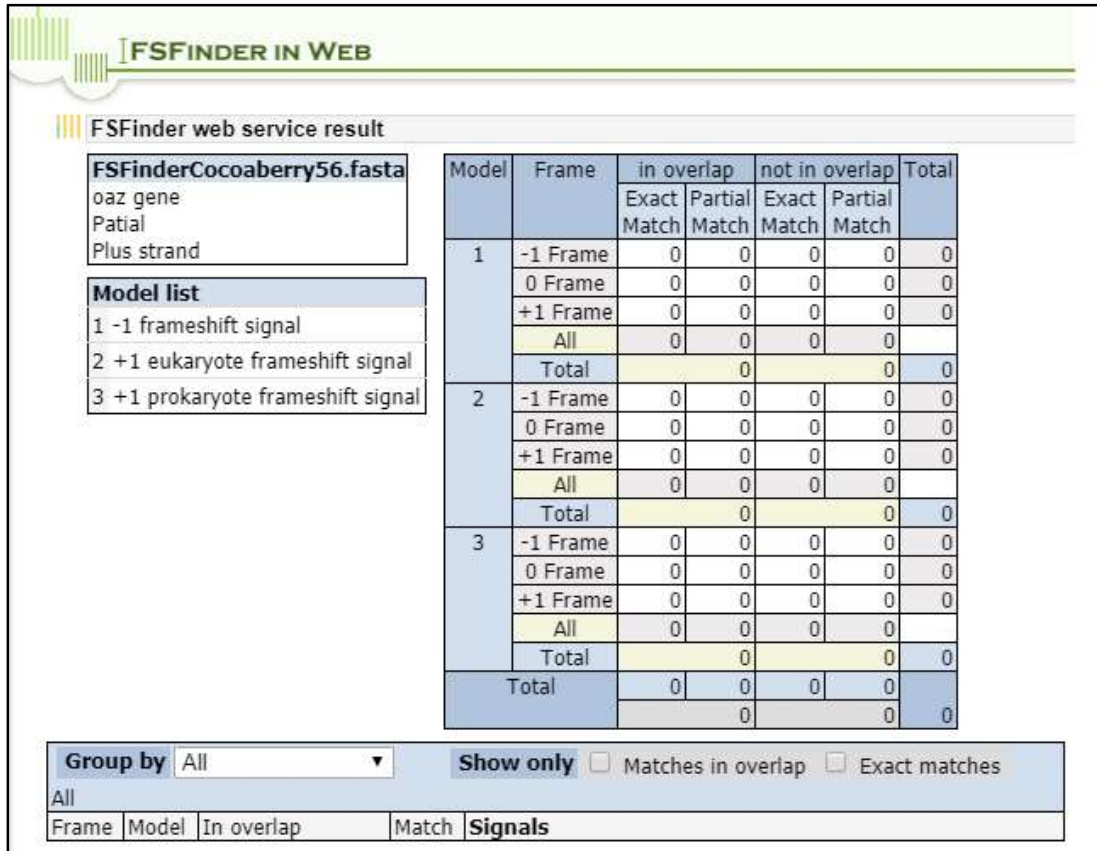 FSFINDER IN WEB
FSFinder web service result
FSFinderCocoaberry56.fasta
oaz gene
Patial
Plus strand
Model list
1 -1 frameshift signal
2 +1 eukaryote frameshift signal
3 +1 prokaryote frameshift signal
Model Frame in overlap not in overlap Total
Exact Partial Exact Partial
Match Match Match Match
1 -1 Frame 0 0 0 0 0
0 Frame 0 0 0 0 0
+1 Frame 0 0 0 0 0
All 0 0 0 0
Total 0 0 0
2 -1 Frame 0 0 0 0 0
0 Frame 0 0 0 0 0
+1 Frame 0 0 0 0 0
All 0 0 0 0
Total 0 0 0
3 -1 Frame 0 0 0 0 0
0 Frame 0 0 0 0 0
+1 Frame 0 0 0 0 0
All 0 0 0 0
Total 0 0 0
Total 0 0 0 0
0 0 0
Group by All Show only Matches in overlap Exact matches
All
Frame Model In overlap Match Signals